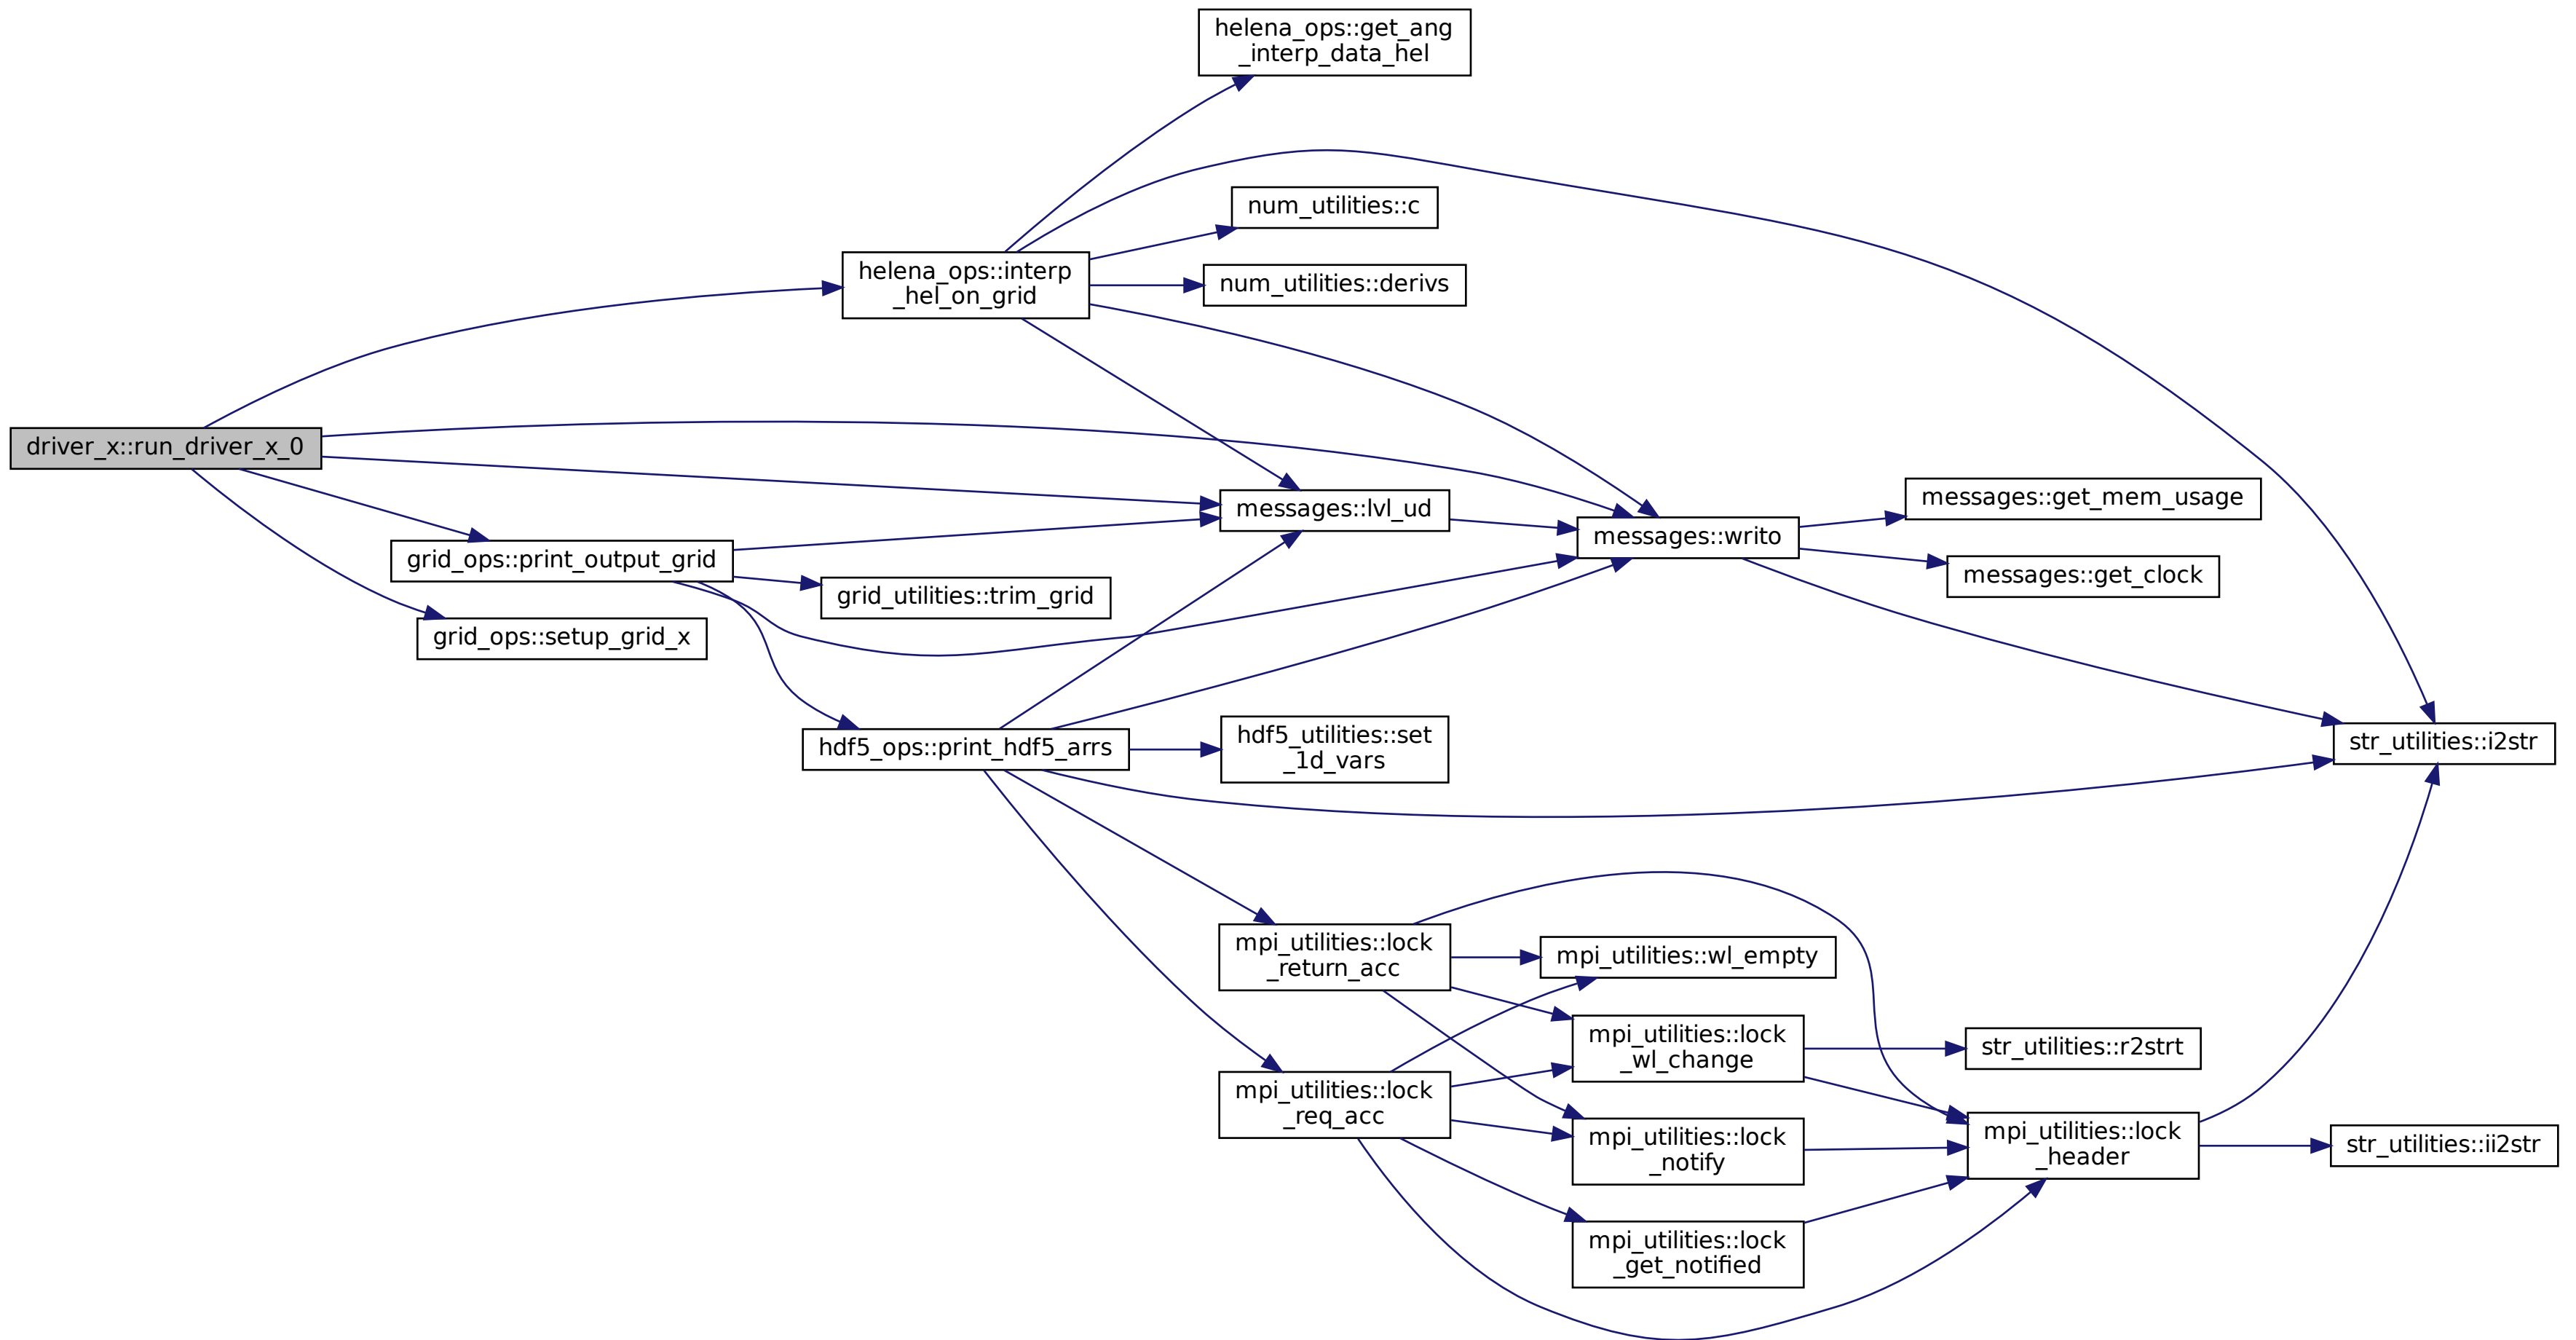 helena_ops::get_ang
_interp_data_hel
num_utilities::c
helena_ops::interp
_hel_on_grid
num_utilities::derivs
driver_x::run_driver_x_0
messages::lvl_ud
messages::get_mem_usage
messages::writo
grid_ops::print_output_grid
messages::get_clock
grid_utilities::trim_grid
grid_ops::setup_grid_x
hdf5_ops::print_hdf5_arrs
hdf5_utilities::set
_1d_vars
str_utilities::i2str
mpi_utilities::lock
_return_acc
mpi_utilities::wl_empty
mpi_utilities::lock
_wl_change
str_utilities::r2strt
mpi_utilities::lock
_req_acc
mpi_utilities::lock
_notify
mpi_utilities::lock
_header
str_utilities::ii2str
mpi_utilities::lock
_get_notified